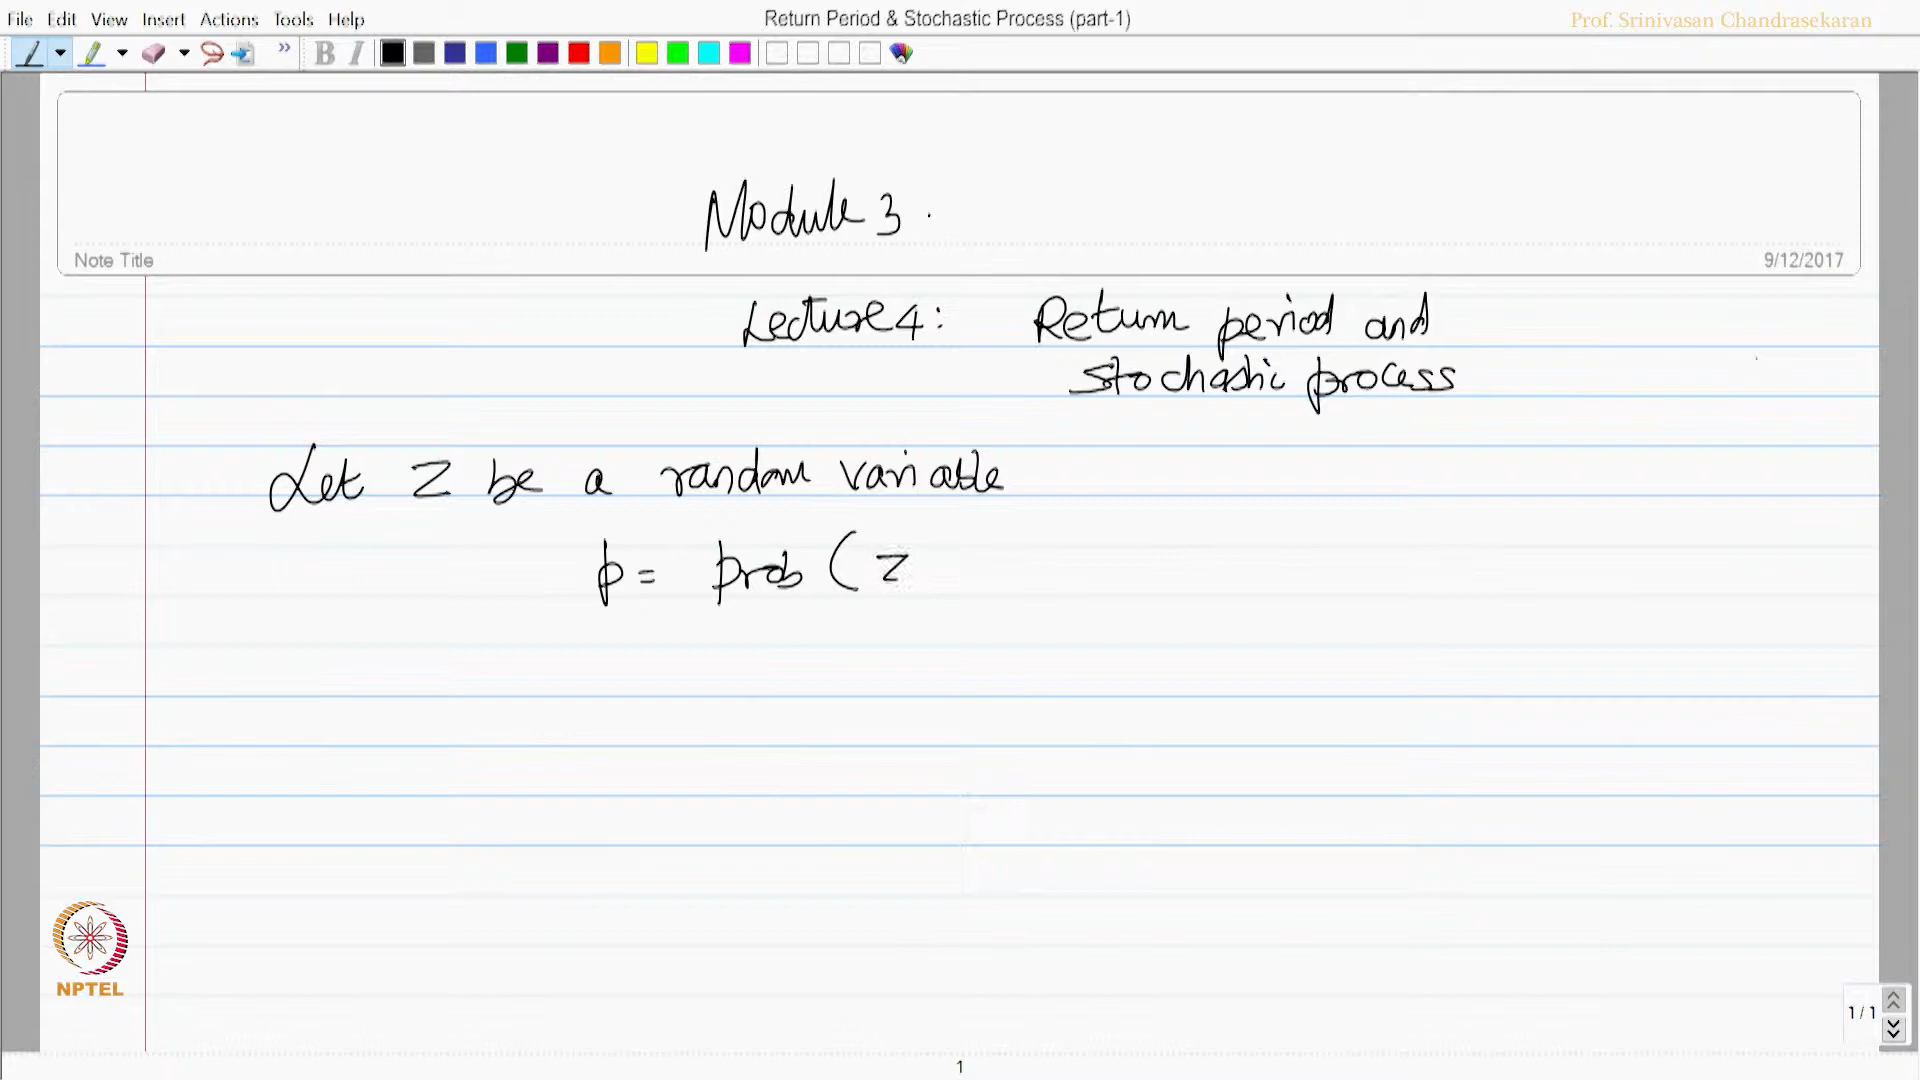 File Edit View Insert Actions Tools Help
Return Period & Stochastic Process (part-1)
Prof. Srinivasan Chandrasekaran
B I
Module 3.
Note Title
9/12/2017
Lecture 4: Return period and
stochastic process
Let Z be a random variable
p = prob ( z
NPTEL
1 / 1
1